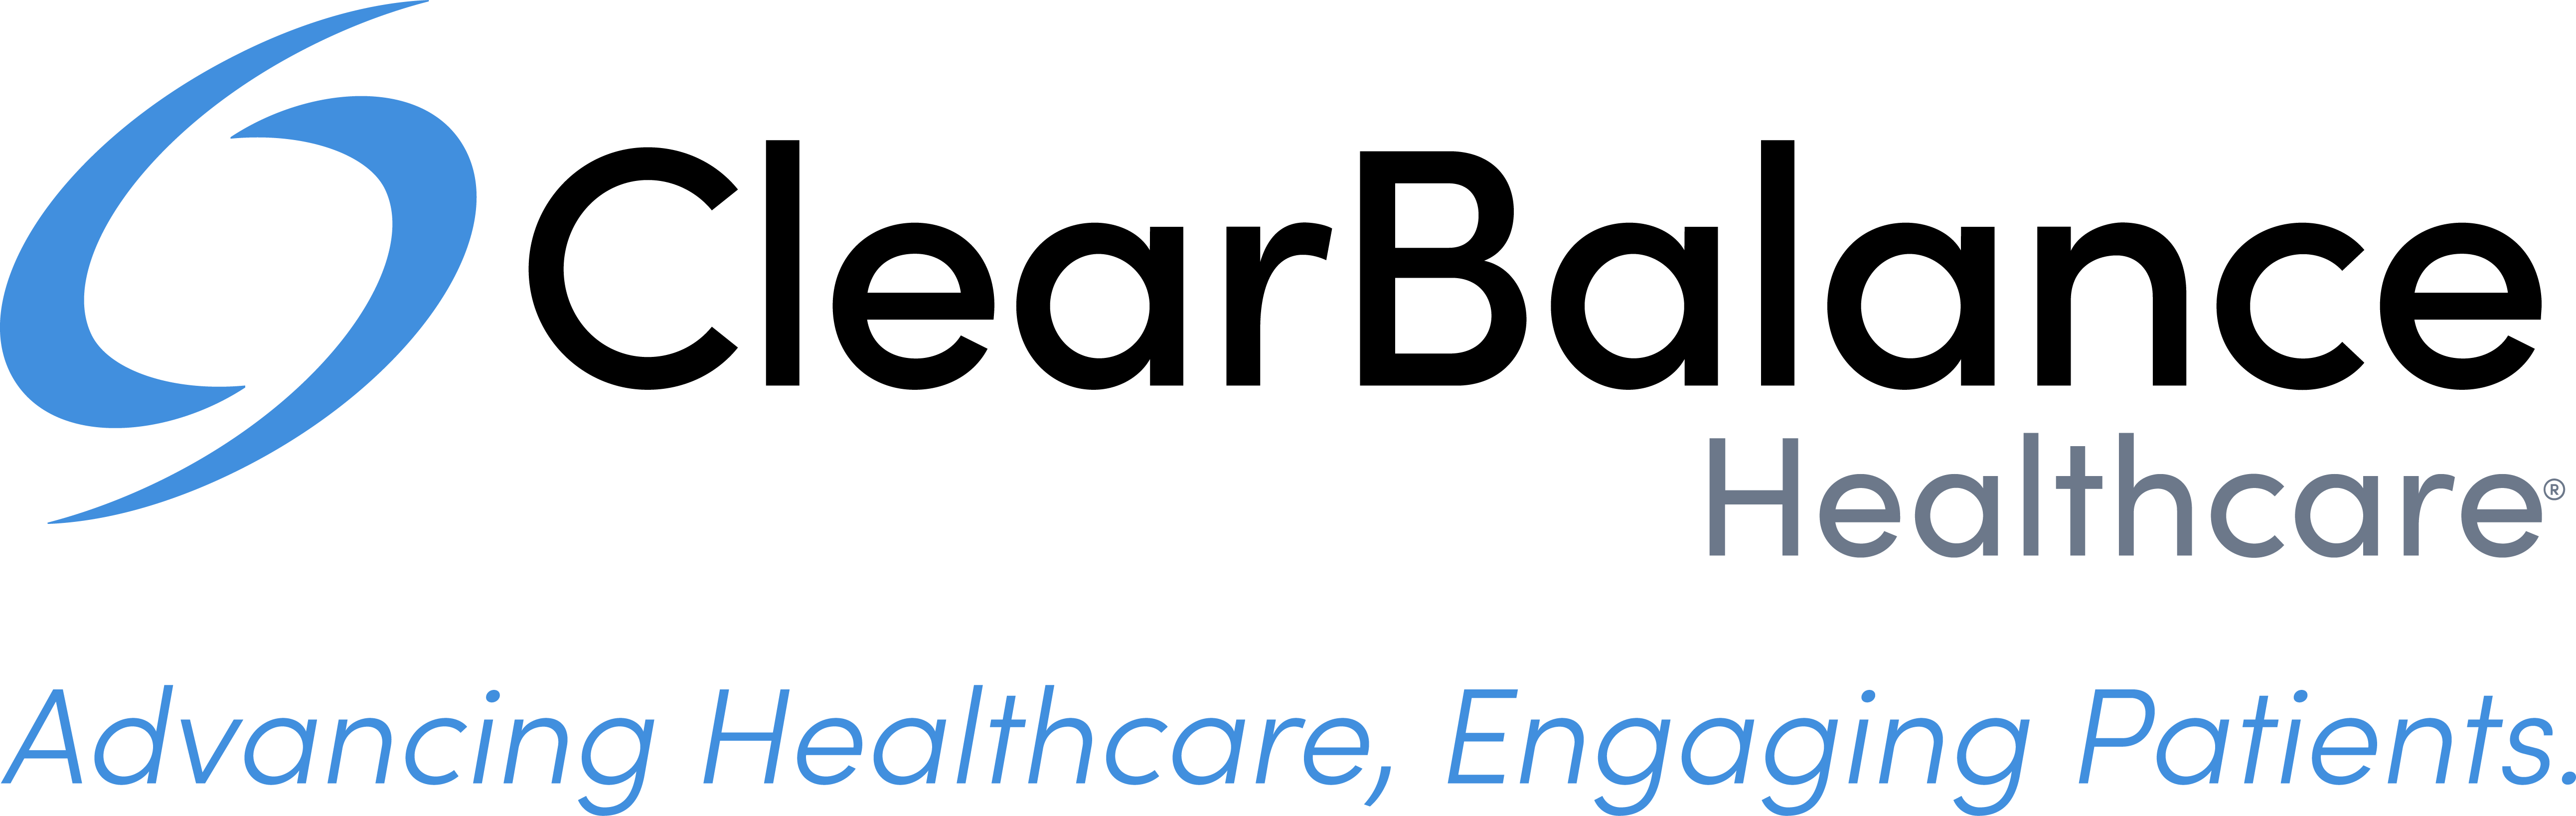 ClearBalance
Healthcare®
Advancing Healthcare, Engaging Patients.